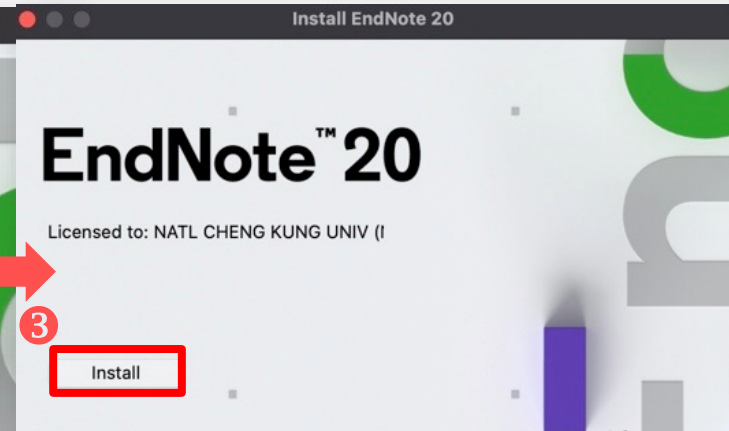 Install EndNote 20
EndNote™ 20
Licensed to: NATL CHENG KUNG UNIV (
3
Install